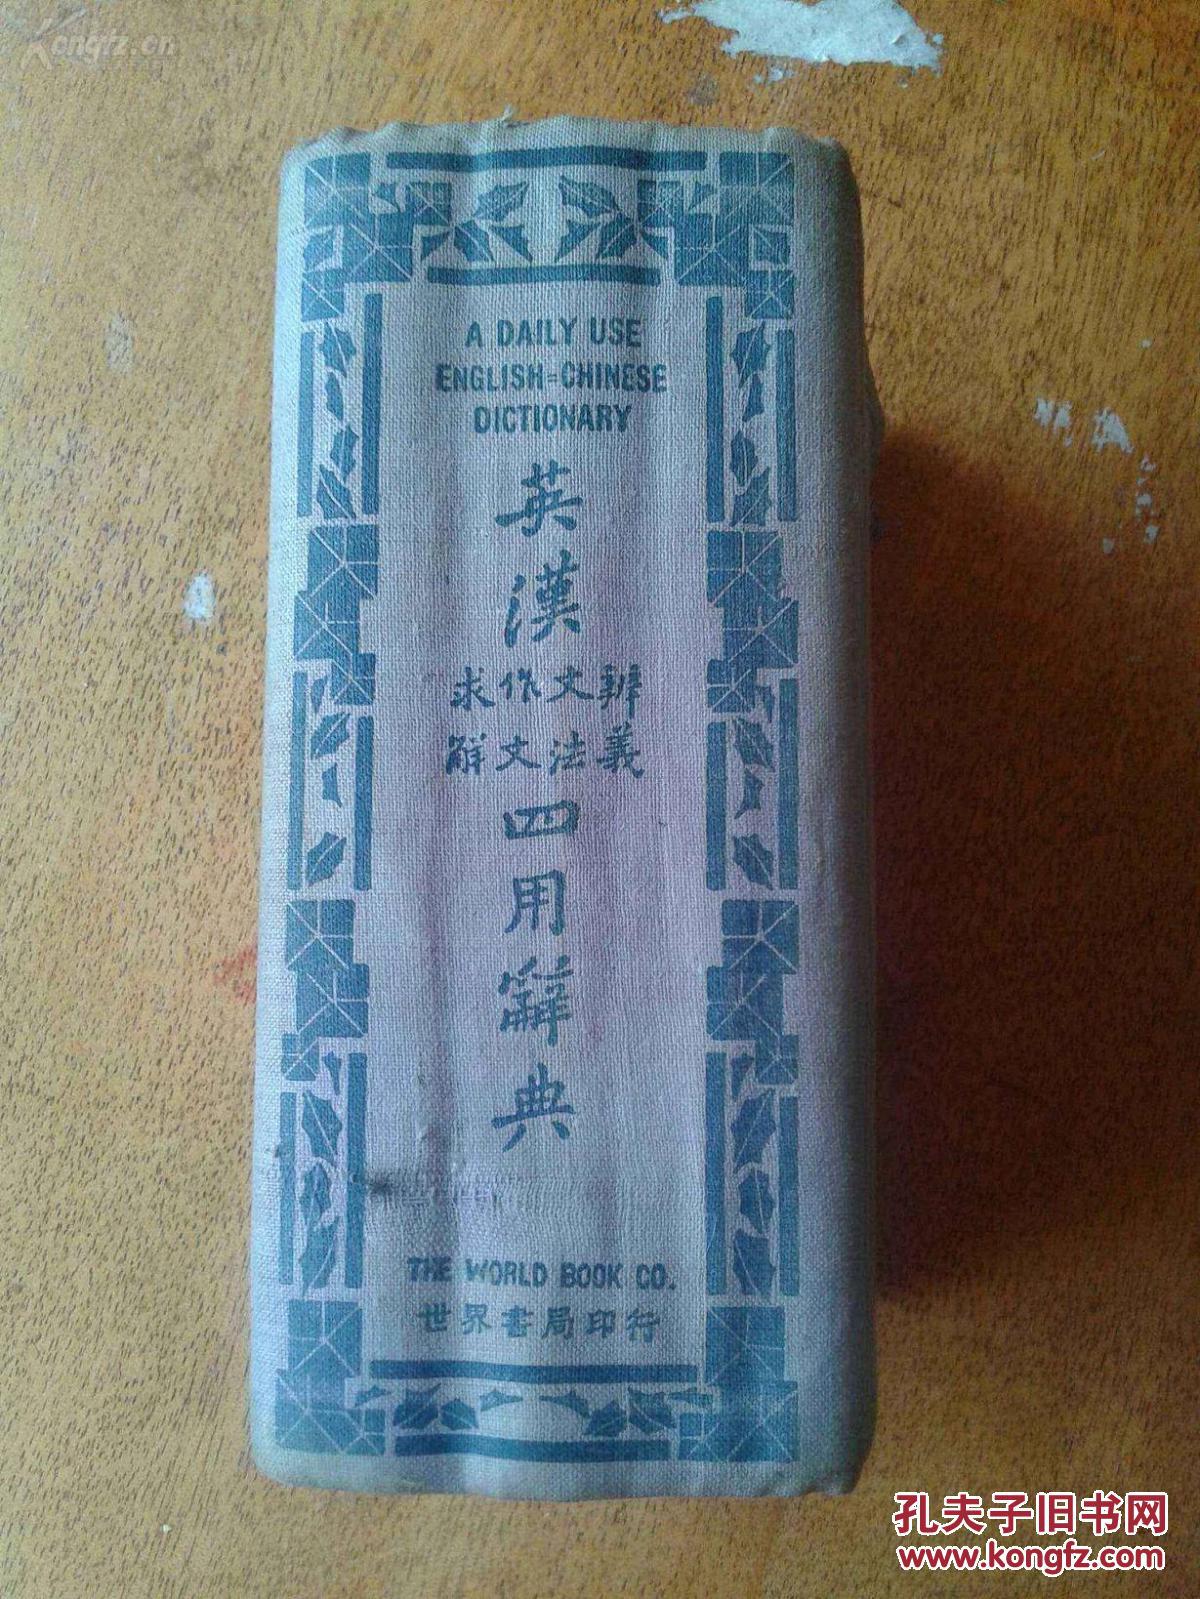 Kongfz.cn
A DAILY USE
ENGLISH=CHINESE
DICTIONARY
英漢
求解 作文 文法 辨義
四用辭典
THE WORLD BOOK CO.
世界書局印行
孔夫子旧书网
www.kongfz.com